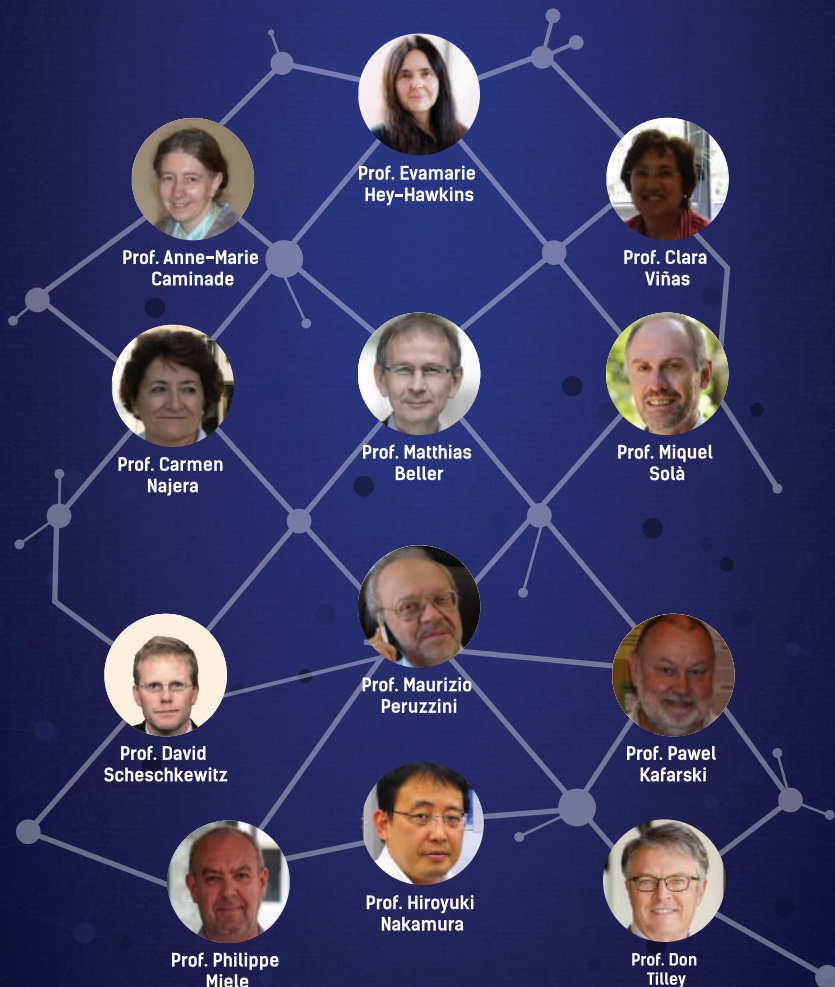 Prof. Evamarie
Hey-Hawkins
Prof. Anne-Marie
Caminade
Prof. Clara
Viñas
Prof. Carmen
Najera
Prof. Matthias
Beller
Prof. Miquel
Solà
Prof. Maurizio
Peruzzini
Prof. David
Scheschkewitz
Prof. Pawel
Kafarski
Prof. Hiroyuki
Nakamura
Prof. Philippe
Miele
Prof. Don
Tilley